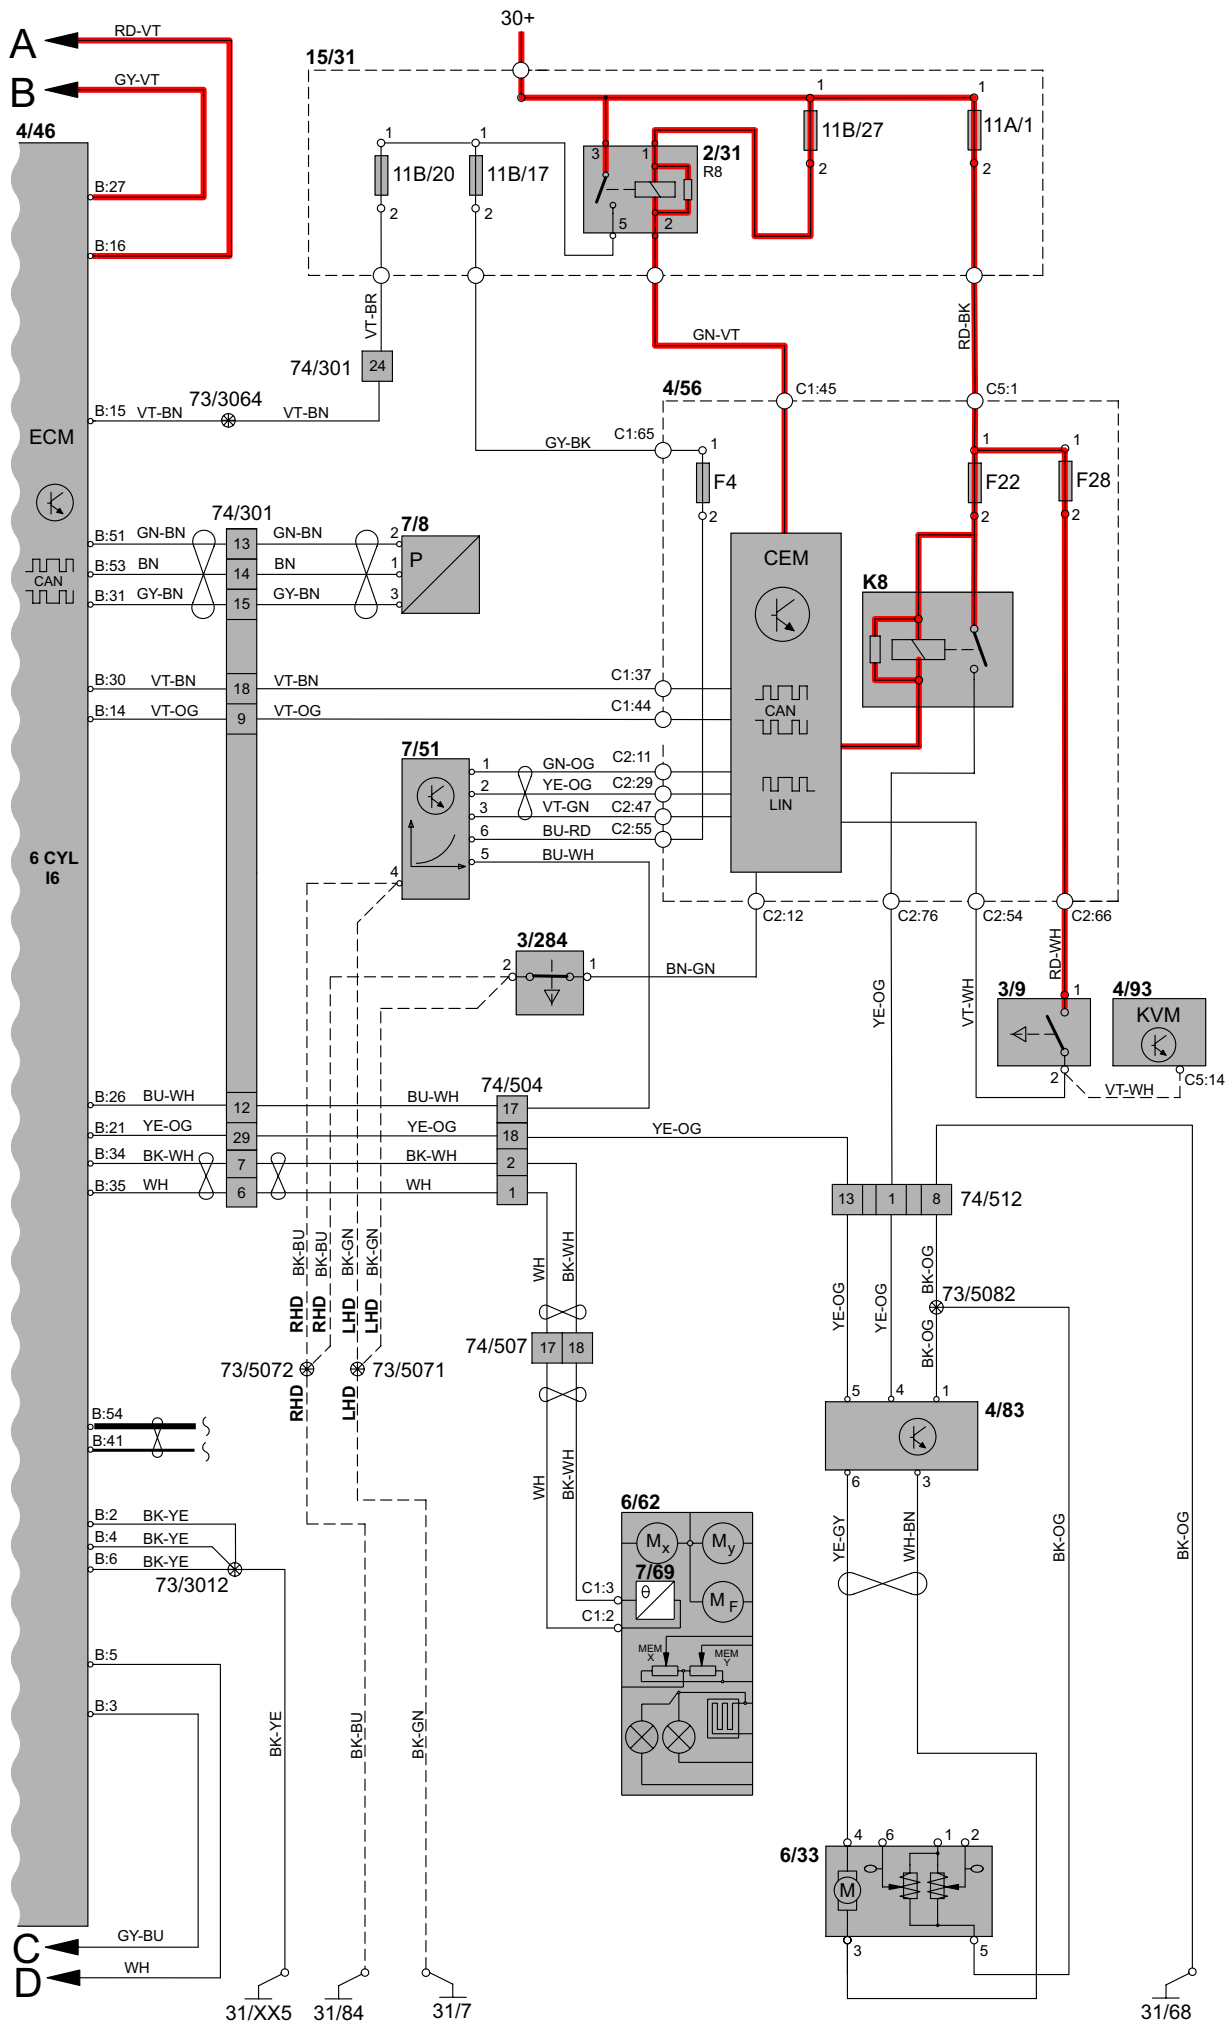 30+
A
RD-VT
B
GY-VT
15/31
4/46
1
1
1
1
11B/20
11B/17
3
1
2/31
R8
11B/27
11A/1
2
2
2
2
5
2
B:27
B:16
VT-BR
GN-VT
RD-BK
74/301
24
73/3064
B:15
VT-BN
VT-BN
4/56
C1:45
C5:1
ECM
GY-BK
C1:65
1
1
1
F4
F22
F28
2
2
2
74/301
7/8
B:51
GN-BN
13
GN-BN
2
P
B:53
BN
14
BN
1
B:31
GY-BN
15
GY-BN
3
CAN
CEM
K8
B:30
VT-BN
18
VT-BN
C1:37
B:14
VT-OG
9
VT-OG
C1:44
CAN
7/51
1
GN-OG
C2:11
2
YE-OG
C2:29
3
VT-GN
C2:47
LIN
6
BU-RD
C2:55
5
BU-WH
4
6 CYL
I6
C2:12
C2:76
C2:54
C2:66
3/284
2
1
BN-GN
YE-OG
VT-WH
RD-WH
3/9
1
4/93
KVM
2
VT-WH
C5:14
74/504
B:26
BU-WH
12
BU-WH
17
B:21
YE-OG
29
YE-OG
18
YE-OG
B:34
BK-WH
7
BK-WH
2
B:35
WH
6
WH
1
13
1
8
74/512
BK-BU
BK-BU
BK-GN
BK-GN
WH
BK-WH
YE-OG
YE-OG
BK-OG
RHD
RHD
LHD
LHD
73/5082
74/507
17
18
BK-OG
73/5072
73/5071
RHD
LHD
5
4
1
4/83
B:54
B:41
WH
BK-WH
6
3
B:2
BK-YE
B:4
BK-YE
B:6
BK-YE
73/3012
6/62
Mx
My
7/69
θ
C1:3
C1:2
M F
YE-GY
WH-BN
BK-OG
BK-OG
MEM
X
MEM
Y
B:5
B:3
BK-YE
BK-BU
BK-GN
6/33
4
6
1
2
M
3
5
C
GY-BU
D
WH
31/XX5
31/84
31/7
31/68